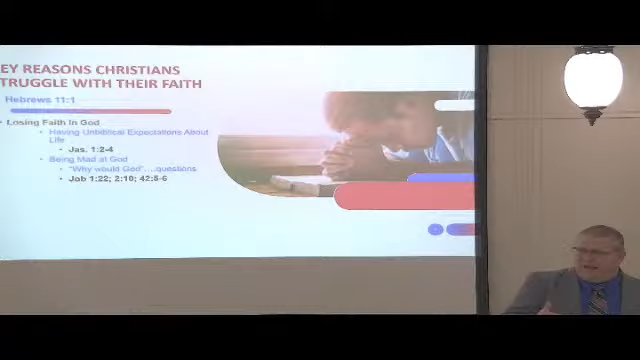 EY REASONS CHRISTIANS
TRUGGLE WITH THEIR FAITH
Hebrews 11:1
• Losing Faith in God
• Having Unbiblical Expectations About
Life
• Jas. 1:2-4
• Being Mad at God
• "Why would God"....questions
• Job 1:22; 2:10; 42:5-6